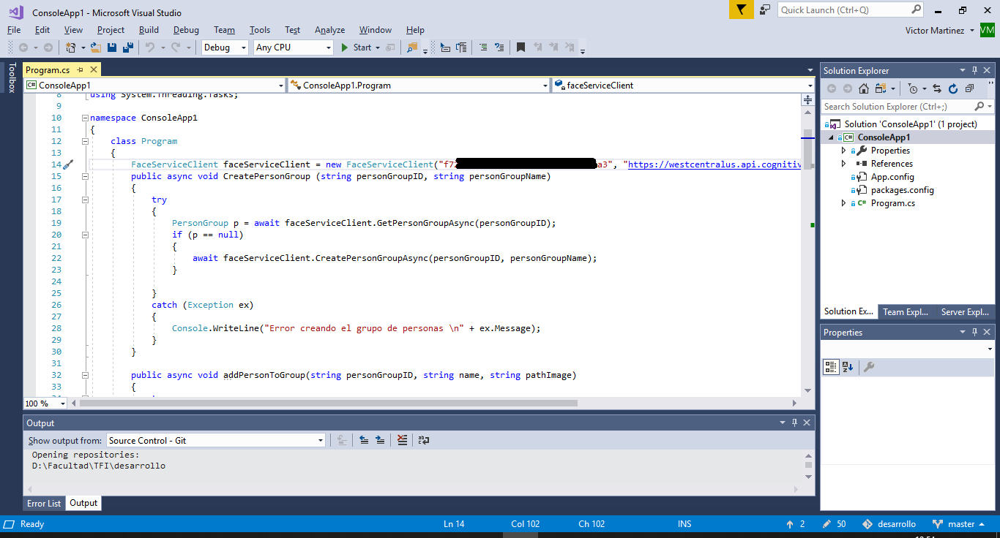 ConsoleApp1 - Microsoft Visual Studio
Quick Launch (Ctrl+Q)
File Edit View Project Build Debug Team Tools Test Analyze Window Help
Victor Martinez VM
Debug Any CPU Start
Toolbox
Program.cs
C# ConsoleApp1 ConsoleApp1.Program faceServiceClient
8 using System.Threading.Tasks;
9
10 namespace ConsoleApp1
11 {
12 class Program
13 {
14 FaceServiceClient faceServiceClient = new FaceServiceClient("f72 a3", "https://westcentralus.api.cognitiv
15 public async void CreatePersonGroup (string personGroupID, string personGroupName)
16 {
17 try
18 {
19 PersonGroup p = await faceServiceClient.GetPersonGroupAsync(personGroupID);
20 if (p == null)
21 {
22 await faceServiceClient.CreatePersonGroupAsync(personGroupID, personGroupName);
23 }
24
25 }
26 catch (Exception ex)
27 {
28 Console.WriteLine("Error creando el grupo de personas \n" + ex.Message);
29 }
30 }
31
32 public async void addPersonToGroup(string personGroupID, string name, string pathImage)
33 {
100 %
Output
Show output from: Source Control - Git
Opening repositories:
D:\Facultad\TFI\desarrollo
Error List Output
Solution Explorer
Search Solution Explorer (Ctrl+;)
Solution 'ConsoleApp1' (1 project)
C# ConsoleApp1
Properties
References
App.config
packages.config
C# Program.cs
Solution Ex... Team Expl... Server Expl...
Properties
Ready Ln 14 Col 102 Ch 102 INS 2 50 desarrollo master